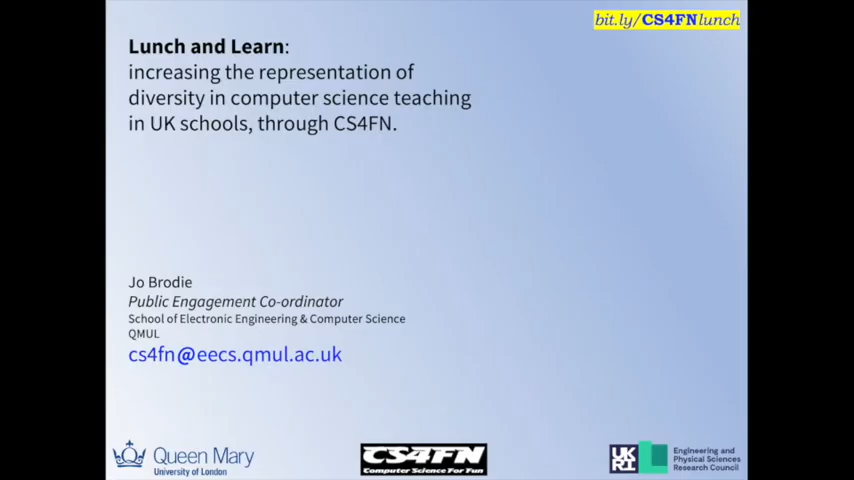 bit.ly/CS4FNlunch
Lunch and Learn:
increasing the representation of
diversity in computer science teaching
in UK schools, through CS4FN.
Jo Brodie
Public Engagement Co-ordinator
School of Electronic Engineering & Computer Science
QMUL
cs4fn@eecs.qmul.ac.uk
Queen Mary
University of London
CS4FN
Computer Science For Fun
UK
RI
Engineering and
Physical Sciences
Research Council